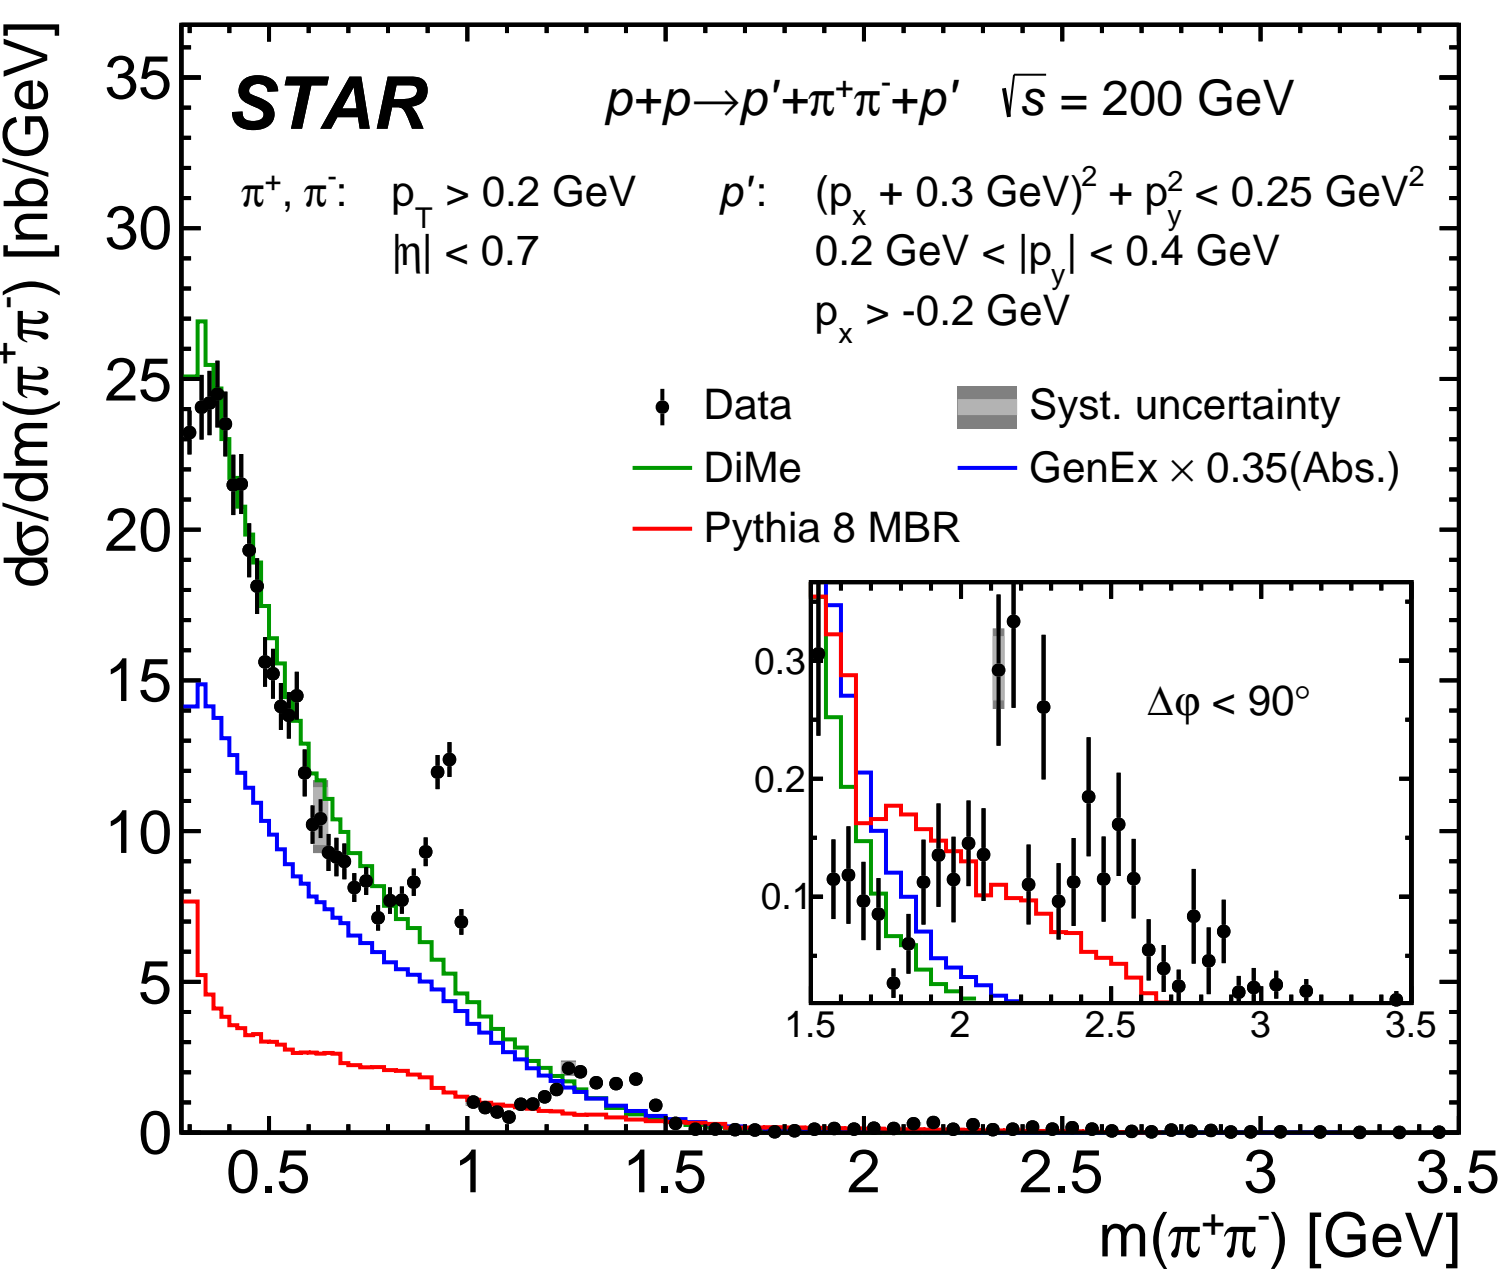 dσ/dm(π⁺π⁻) [nb/GeV]
35
30
25
20
15
10
5
0
STAR
p+p→p′+π⁺π⁻+p′ √s = 200 GeV
π⁺, π⁻: p_T > 0.2 GeV p′: (p_x + 0.3 GeV)² + p_y² < 0.25 GeV²
|η| < 0.7 0.2 GeV < |p_y| < 0.4 GeV
p_x > -0.2 GeV
Data Syst. uncertainty
DiMe GenEx × 0.35(Abs.)
Pythia 8 MBR
0.3
0.2
0.1
Δφ < 90°
1.5 2 2.5 3 3.5
0.5 1 1.5 2 2.5 3 3.5
m(π⁺π⁻) [GeV]